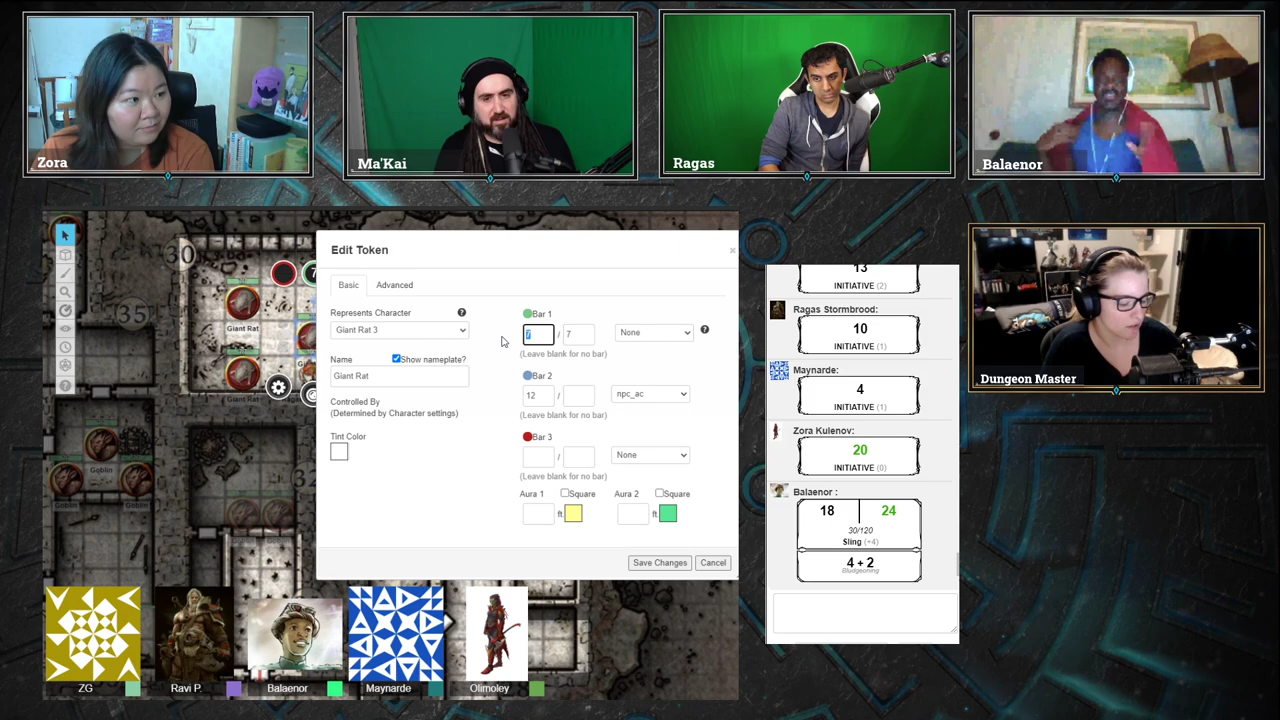 Zora
Ma'Kai
Ragas
Balaenor
Dungeon Master
30
35
Giant Rat
Giant Rat
Goblin
Goblin
Goblin
Edit Token
×
Basic
Advanced
Represents Character
?
Giant Rat 3
Name
Show nameplate?
Giant Rat
Controlled By
(Determined by Character settings)
Tint Color
Bar 1
7 / 7
None
?
(Leave blank for no bar)
Bar 2
12 /
npc_ac
(Leave blank for no bar)
Bar 3
/
None
(Leave blank for no bar)
Aura 1
Square
Aura 2
Square
ft.
ft.
Save Changes
Cancel
13
INITIATIVE (2)
Ragas Stormbrood:
10
INITIATIVE (1)
Maynarde:
4
INITIATIVE (1)
Zora Kulenov:
20
INITIATIVE (0)
Balaenor :
18
24
30/120
Sling (+4)
4 + 2
Bludgeoning
ZG
Ravi P.
Balaenor
Maynarde
Olimoley